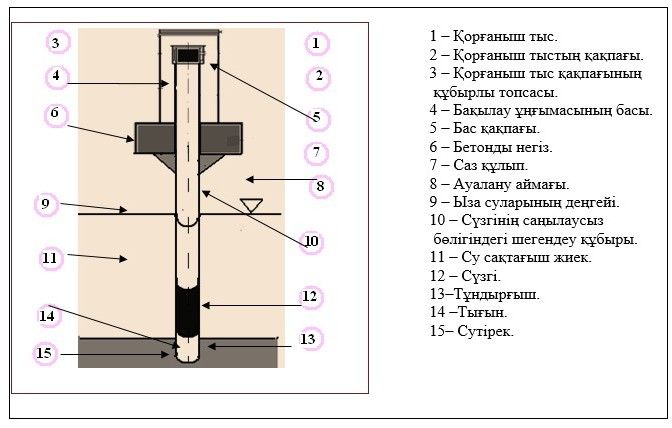 3
1
4
2
5
6
7
8
9
10
11
12
14
13
15
1 – Қорғаныш тыс.
2 – Қорғаныш тыстың қақпағы.
3 – Қорғаныш тыс қақпағының
құбырлы топсасы.
4 – Бақылау ұңғымасының басы.
5 – Бас қақпағы.
6 – Бетонды негіз.
7 – Саз құлып.
8 – Ауалану аймағы.
9 – Ыза суларының деңгейі.
10 – Сүзгінің саңылаусыз
бөлігіндегі шегендеу құбыры.
11 – Су сақтағыш жиек.
12 – Сүзгі.
13–Тұндырғыш.
14 –Тығын.
15– Сутірек.